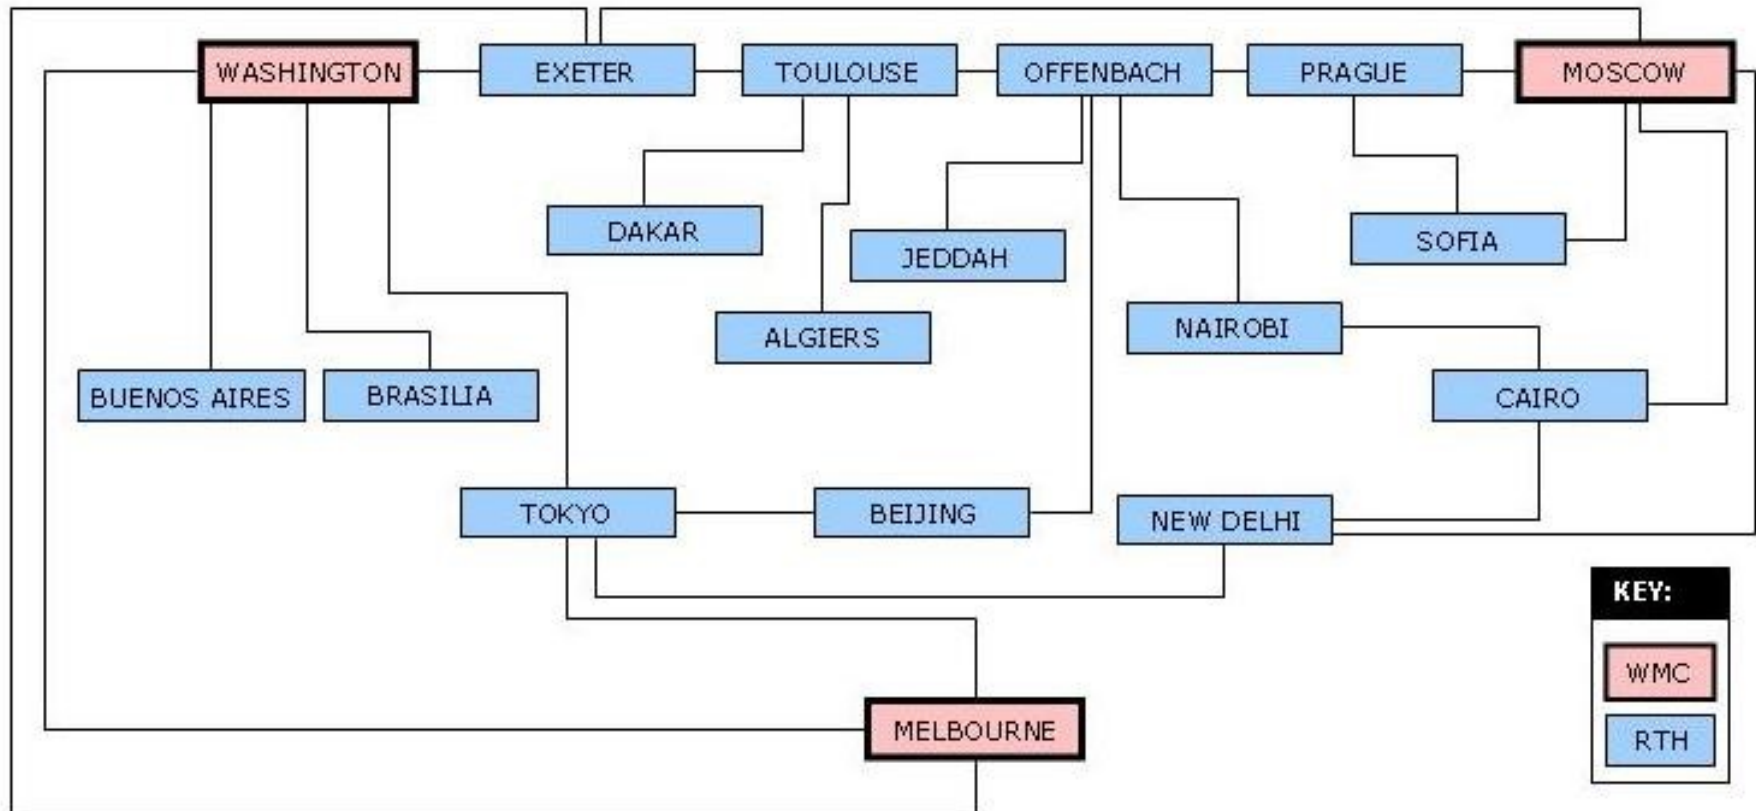 WASHINGTON
EXETER
TOULOUSE
OFFENBACH
PRAGUE
MOSCOW
DAKAR
JEDDAH
SOFIA
ALGIERS
NAIROBI
BUENOS AIRES
BRASILIA
CAIRO
TOKYO
BEIJING
NEW DELHI
KEY:
WMC
RTH
MELBOURNE